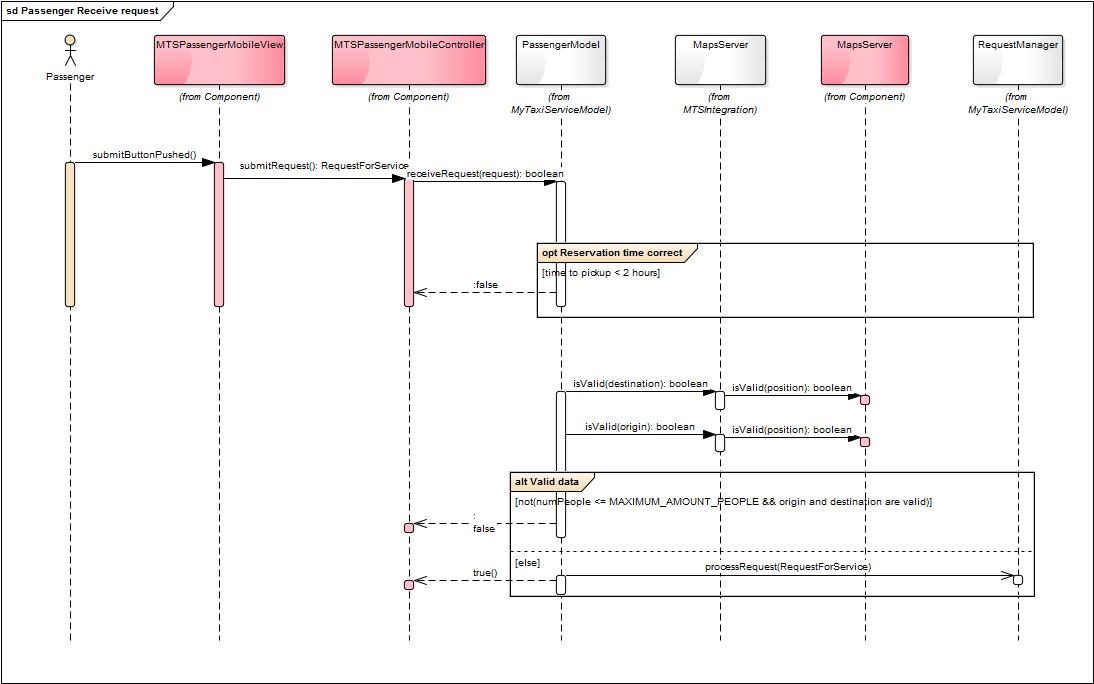 sd Passenger Receive request
Passenger
MTSPassengerMobileView
(from Component)
MTSPassengerMobileController
(from Component)
PassengerModel
(from
MyTaxiServiceModel)
MapsServer
(from
MTSIntegration)
MapsServer
(from Component)
RequestManager
(from
MyTaxiServiceModel)
submitButtonPushed()
submitRequest(): RequestForService
receiveRequest(request): boolean
opt Reservation time correct
[time to pickup < 2 hours]
:false
isValid(destination): boolean
isValid(position): boolean
isValid(origin): boolean
isValid(position): boolean
alt Valid data
[not(numPeople <= MAXIMUM_AMOUNT_PEOPLE && origin and destination are valid)]
:
false
[else]
processRequest(RequestForService)
true()